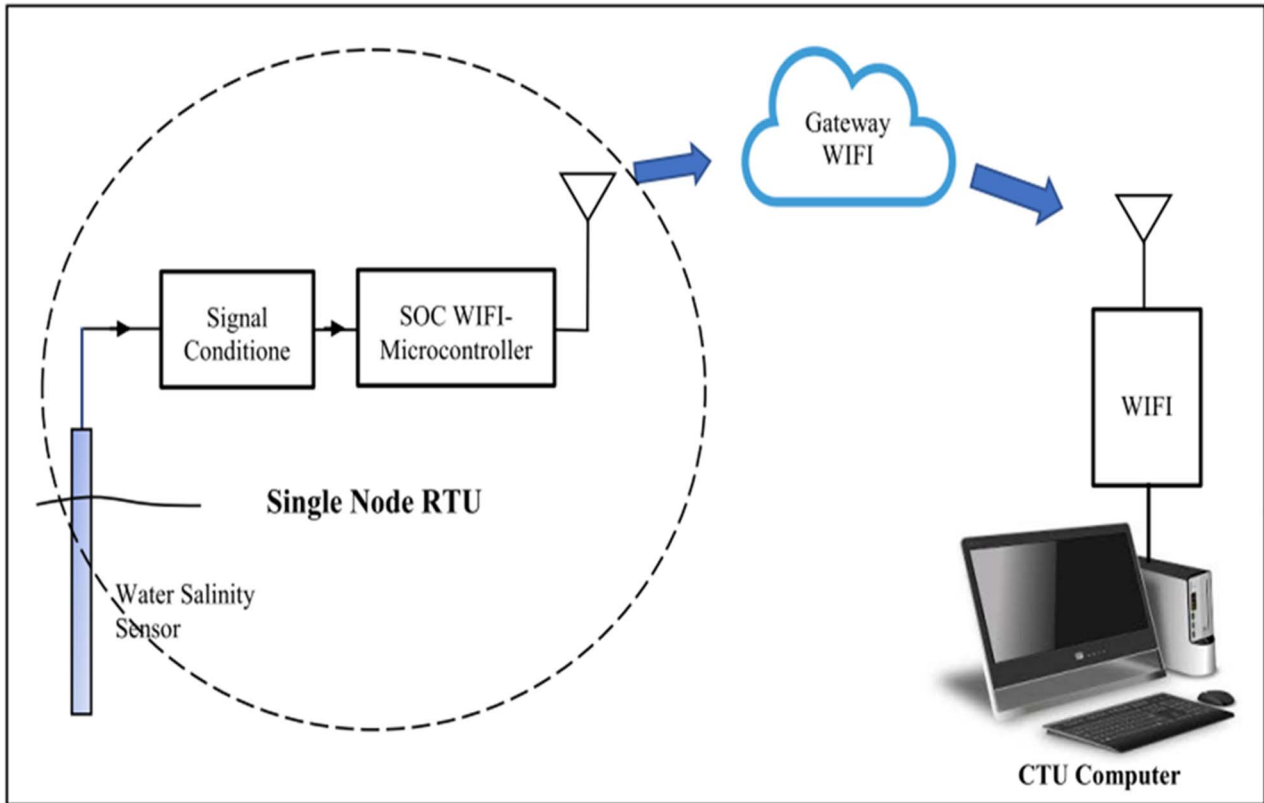 Gateway
WIFI
Signal
Conditione
SOC WIFI-
Microcontroller
WIFI
Single Node RTU
Water Salinity
Sensor
CTU Computer